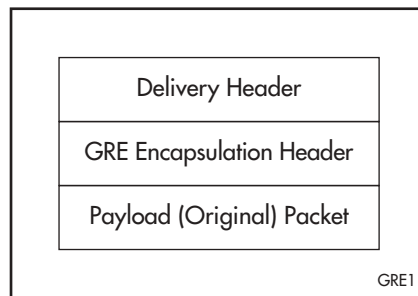 Delivery Header
GRE Encapsulation Header
Payload (Original) Packet
GRE1